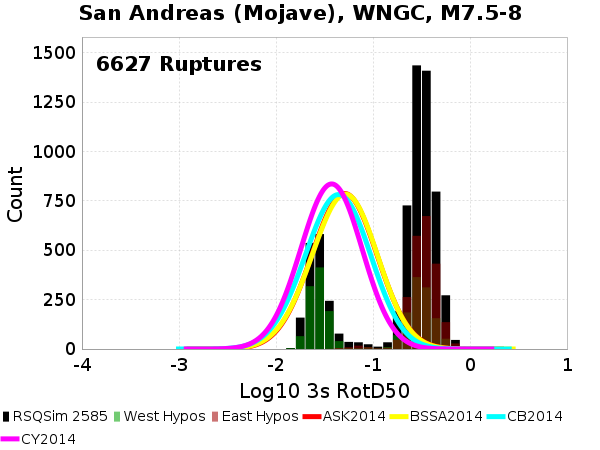 San Andreas (Mojave), WNGC, M7.5-8
6627 Ruptures
1500
1250
1000
750
500
250
0
Count
-4 -3 -2 -1 0 1
Log10 3s RotD50
RSQSim 2585 West Hypos East Hypos ASK2014 BSSA2014 CB2014
CY2014